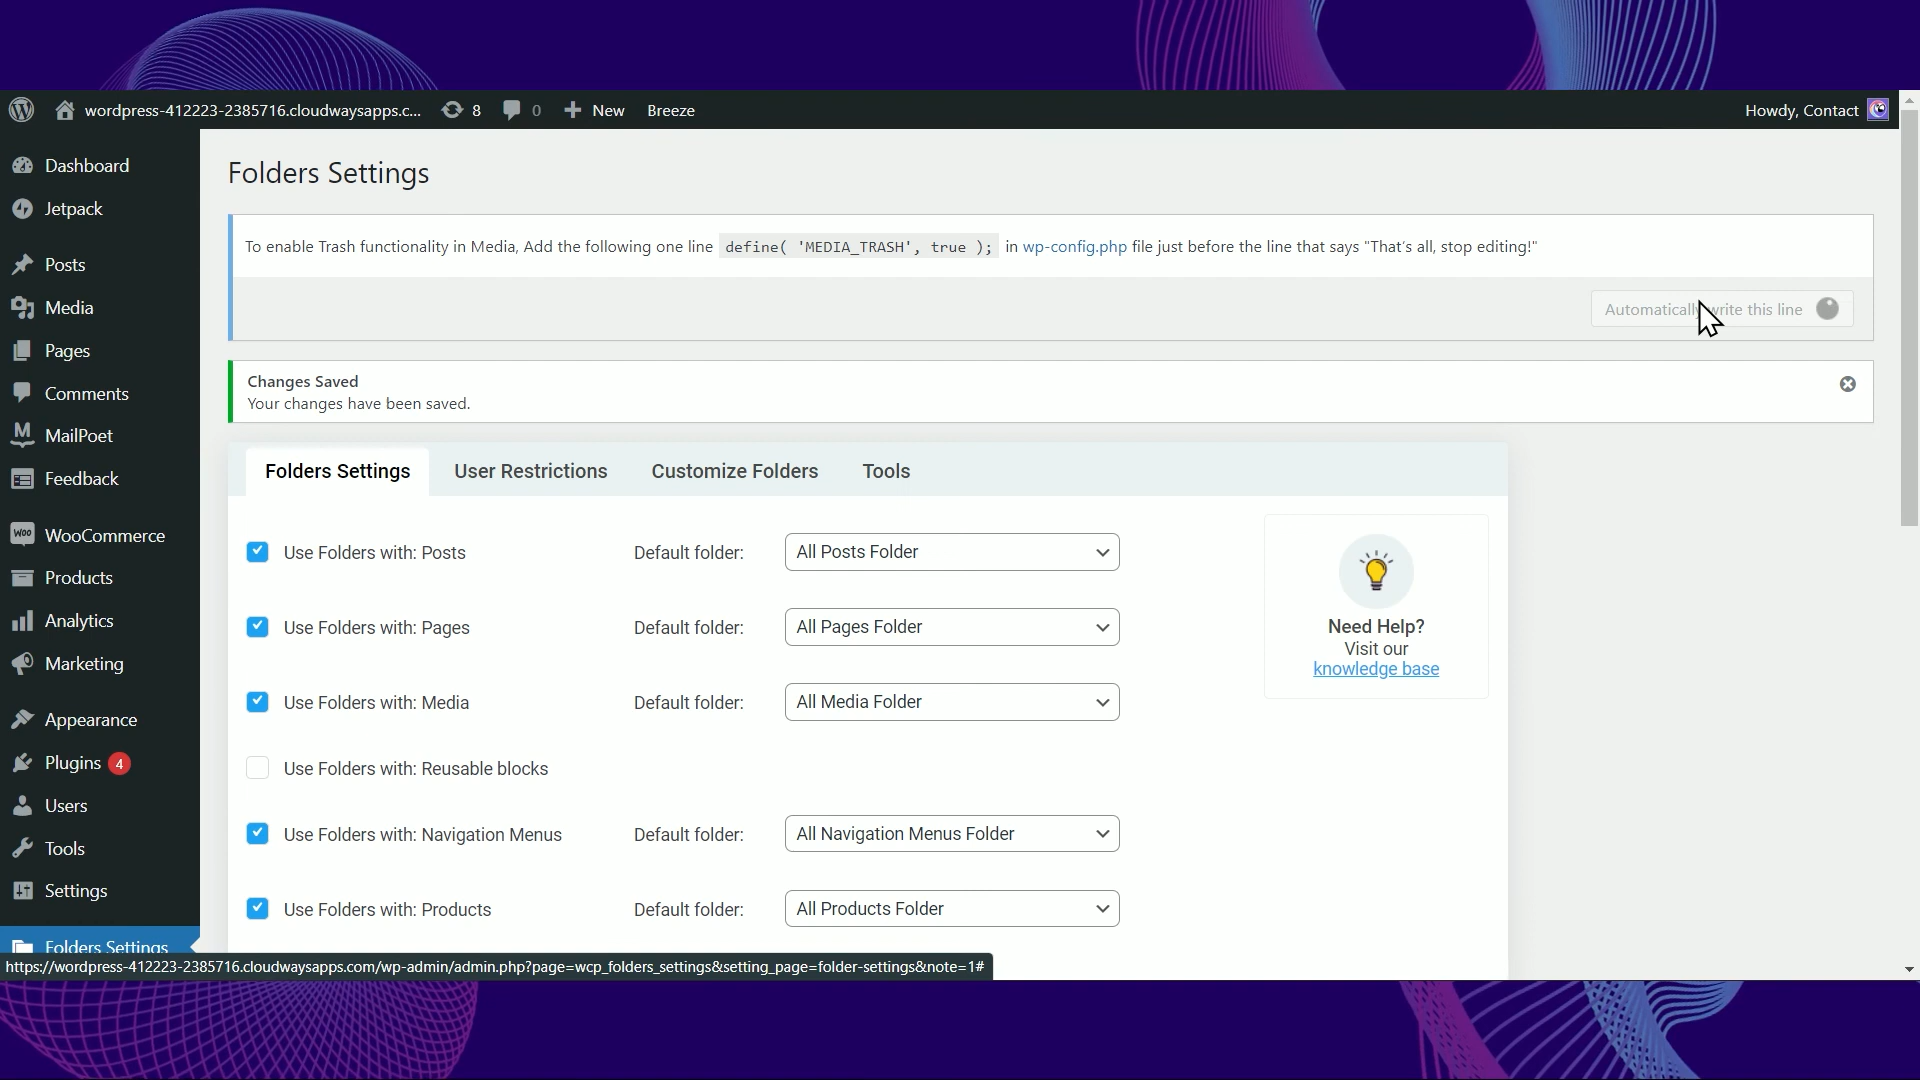 wordpress-412223-2385716.cloudwaysapps.c... 8 0 New Breeze Howdy, Contact
Dashboard
Jetpack
Posts
Media
Pages
Comments
MailPoet
Feedback
WooCommerce
Products
Analytics
Marketing
Appearance
Plugins 4
Users
Tools
Settings
Folders Settings
Folders Settings
To enable Trash functionality in Media, Add the following one line define( 'MEDIA_TRASH', true ); in wp-config.php file just before the line that says "That's all, stop editing!"
Automatically write this line
Changes Saved
Your changes have been saved.
Folders Settings User Restrictions Customize Folders Tools
Use Folders with: Posts Default folder: All Posts Folder
Use Folders with: Pages Default folder: All Pages Folder
Use Folders with: Media Default folder: All Media Folder
Use Folders with: Reusable blocks
Use Folders with: Navigation Menus Default folder: All Navigation Menus Folder
Use Folders with: Products Default folder: All Products Folder
Need Help?
Visit our
knowledge base
https://wordpress-412223-2385716.cloudwaysapps.com/wp-admin/admin.php?page=wcp_folders_settings&setting_page=folder-settings&note=1#